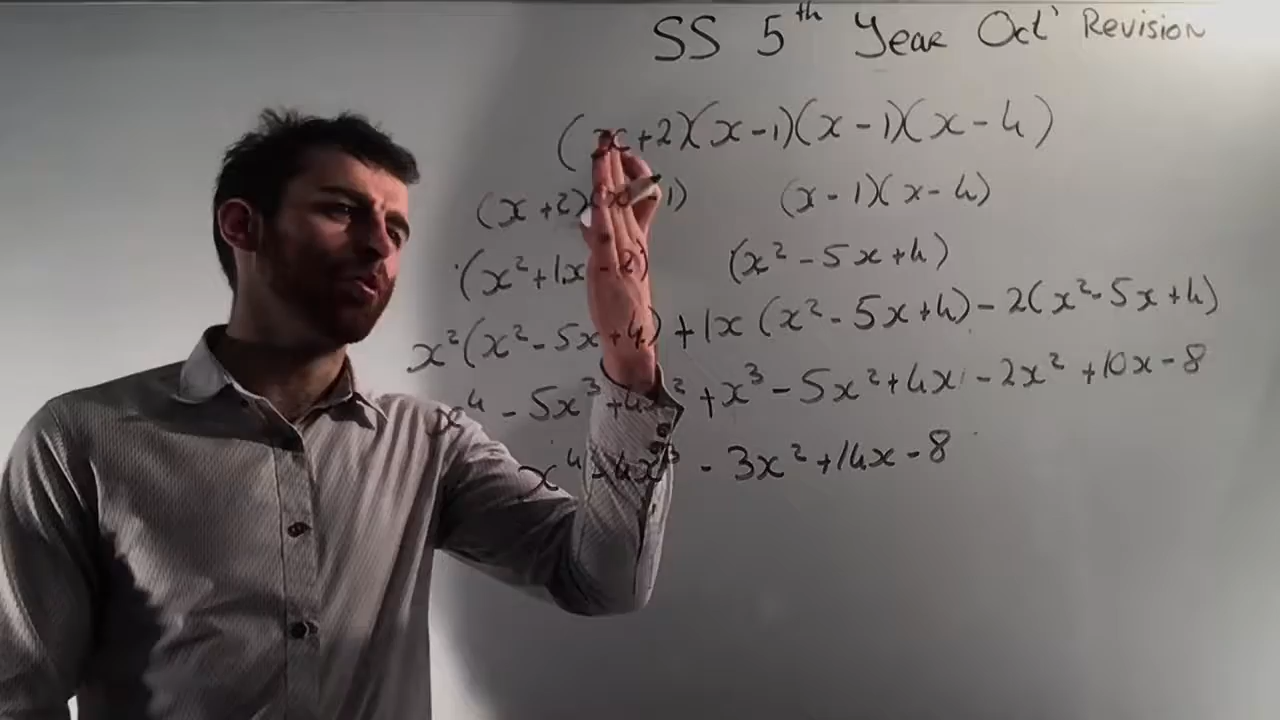 SS 5th Year Oct' Revision
(x+2)(x-1)(x-1)(x-4)
(x+2)(x-1) (x-1)(x-4)
(x²+1x-2) (x²-5x+4)
x²(x²-5x+4)+1x(x²-5x+4)-2(x²-5x+4)
x⁴-5x³+4x²+x³-5x²+4x-2x²+10x-8
x⁴-4x³-3x²+14x-8